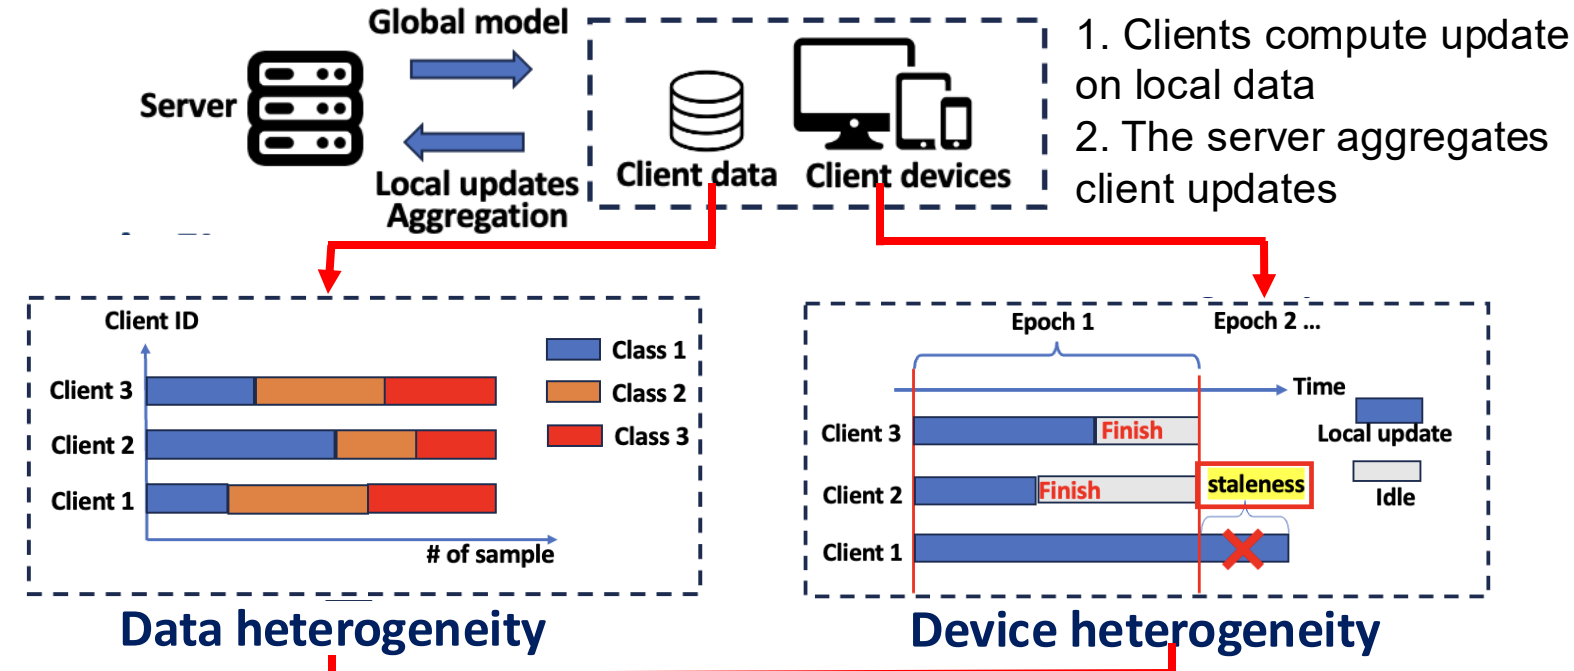 Global model
Server
Local updates
Aggregation
Client data
Client devices
1. Clients compute update
on local data
2. The server aggregates
client updates
Client ID
Client 3
Client 2
Client 1
# of sample
Class 1
Class 2
Class 3
Data heterogeneity
Epoch 1
Epoch 2 ...
Time
Client 3
Finish
Client 2
Finish
staleness
Client 1
Local update
Idle
Device heterogeneity